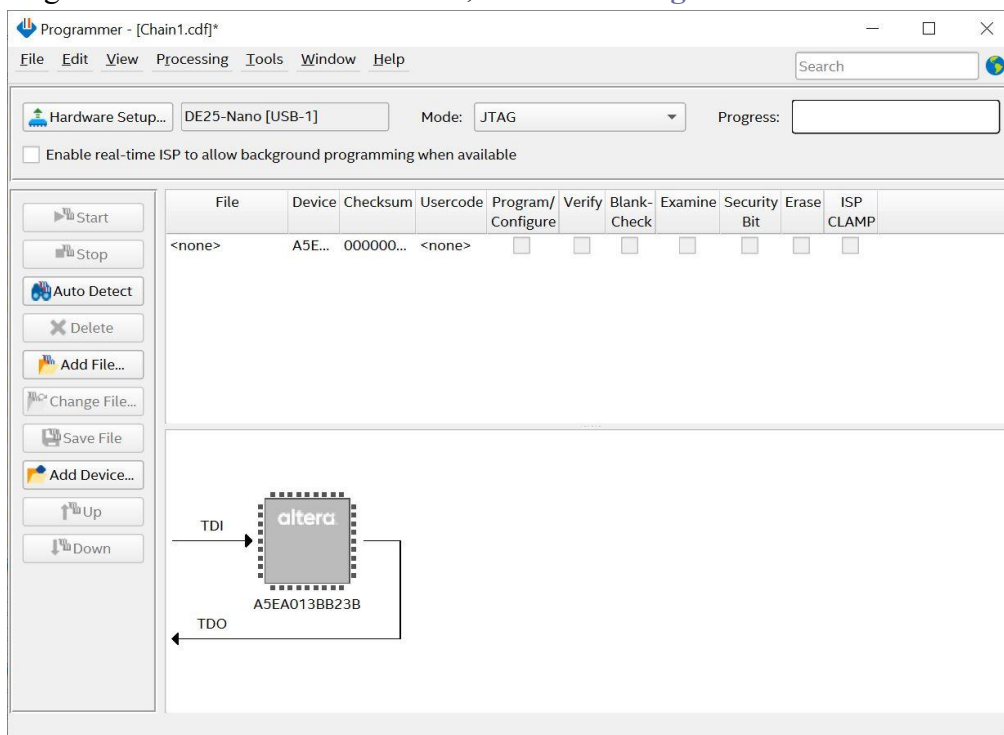 Programmer - [Chain1.cdf]*
File Edit View Processing Tools Window Help
Search
Hardware Setup... DE25-Nano [USB-1] Mode: JTAG Progress:
Enable real-time ISP to allow background programming when available
Start
Stop
Auto Detect
Delete
Add File...
Change File...
Save File
Add Device...
Up
Down
File Device Checksum Usercode Program/ Verify Blank- Examine Security Erase ISP
Configure Check Bit CLAMP
<none> A5E... 000000... <none>
altera
TDI
A5EA013BB23B
TDO